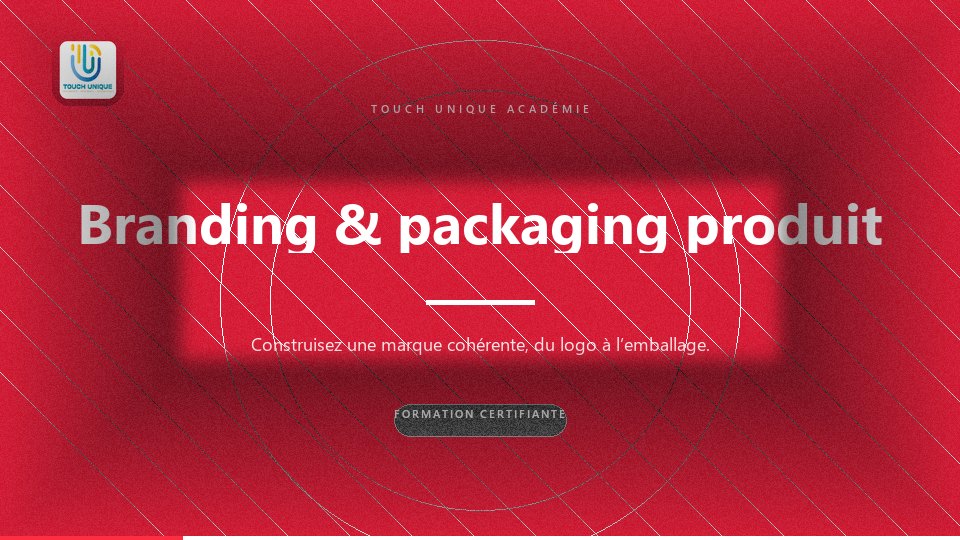 TOUCH UNIQUE
TOUCH UNIQUE ACADÉMIE
Branding & packaging produit
Construisez une marque cohérente, du logo à l’emballage.
FORMATION CERTIFIANTE